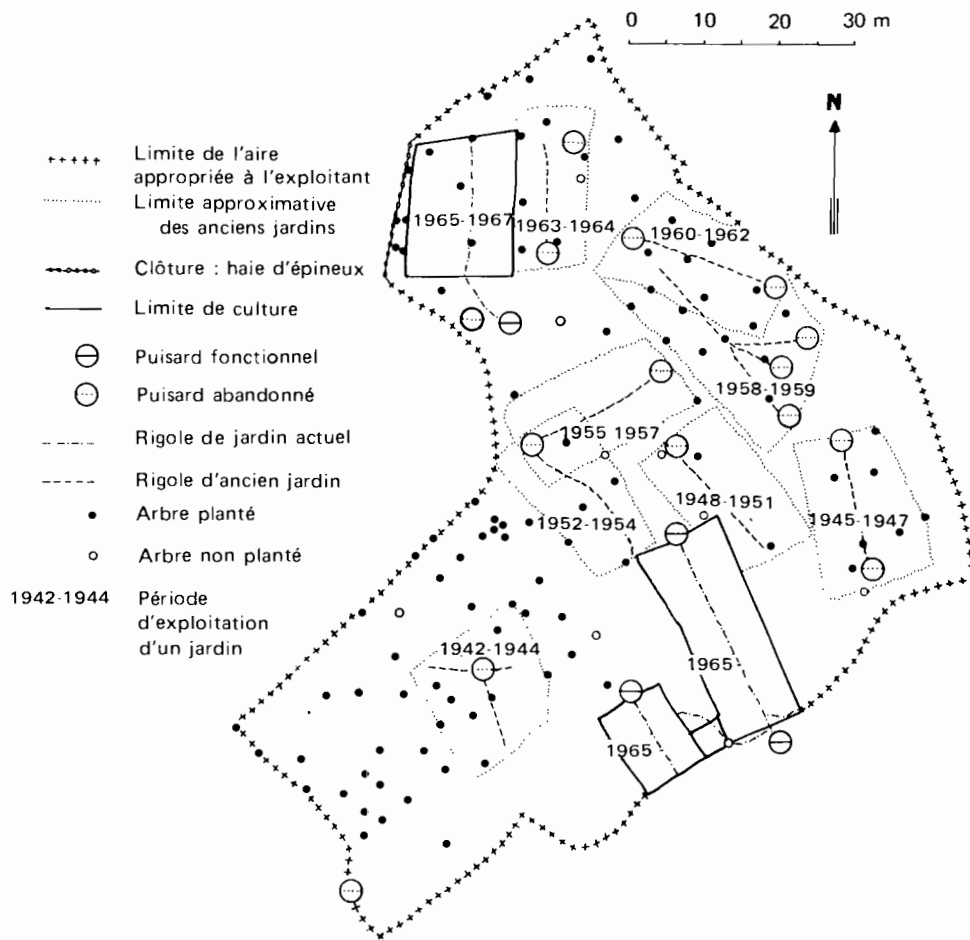 0 10 20 30 m
N
Limite de l'aire
appropriée à l'exploitant
Limite approximative
des anciens jardins
Clôture : haie d'épineux
Limite de culture
Puisard fonctionnel
Puisard abandonné
Rigole de jardin actuel
Rigole d'ancien jardin
Arbre planté
Arbre non planté
1942-1944 Période
d'exploitation
d'un jardin
1965-1967
1963-1964
1960-1962
1958-1959
1955 1957
1948-1951
1945-1947
1952-1954
1942-1944
1965
1965